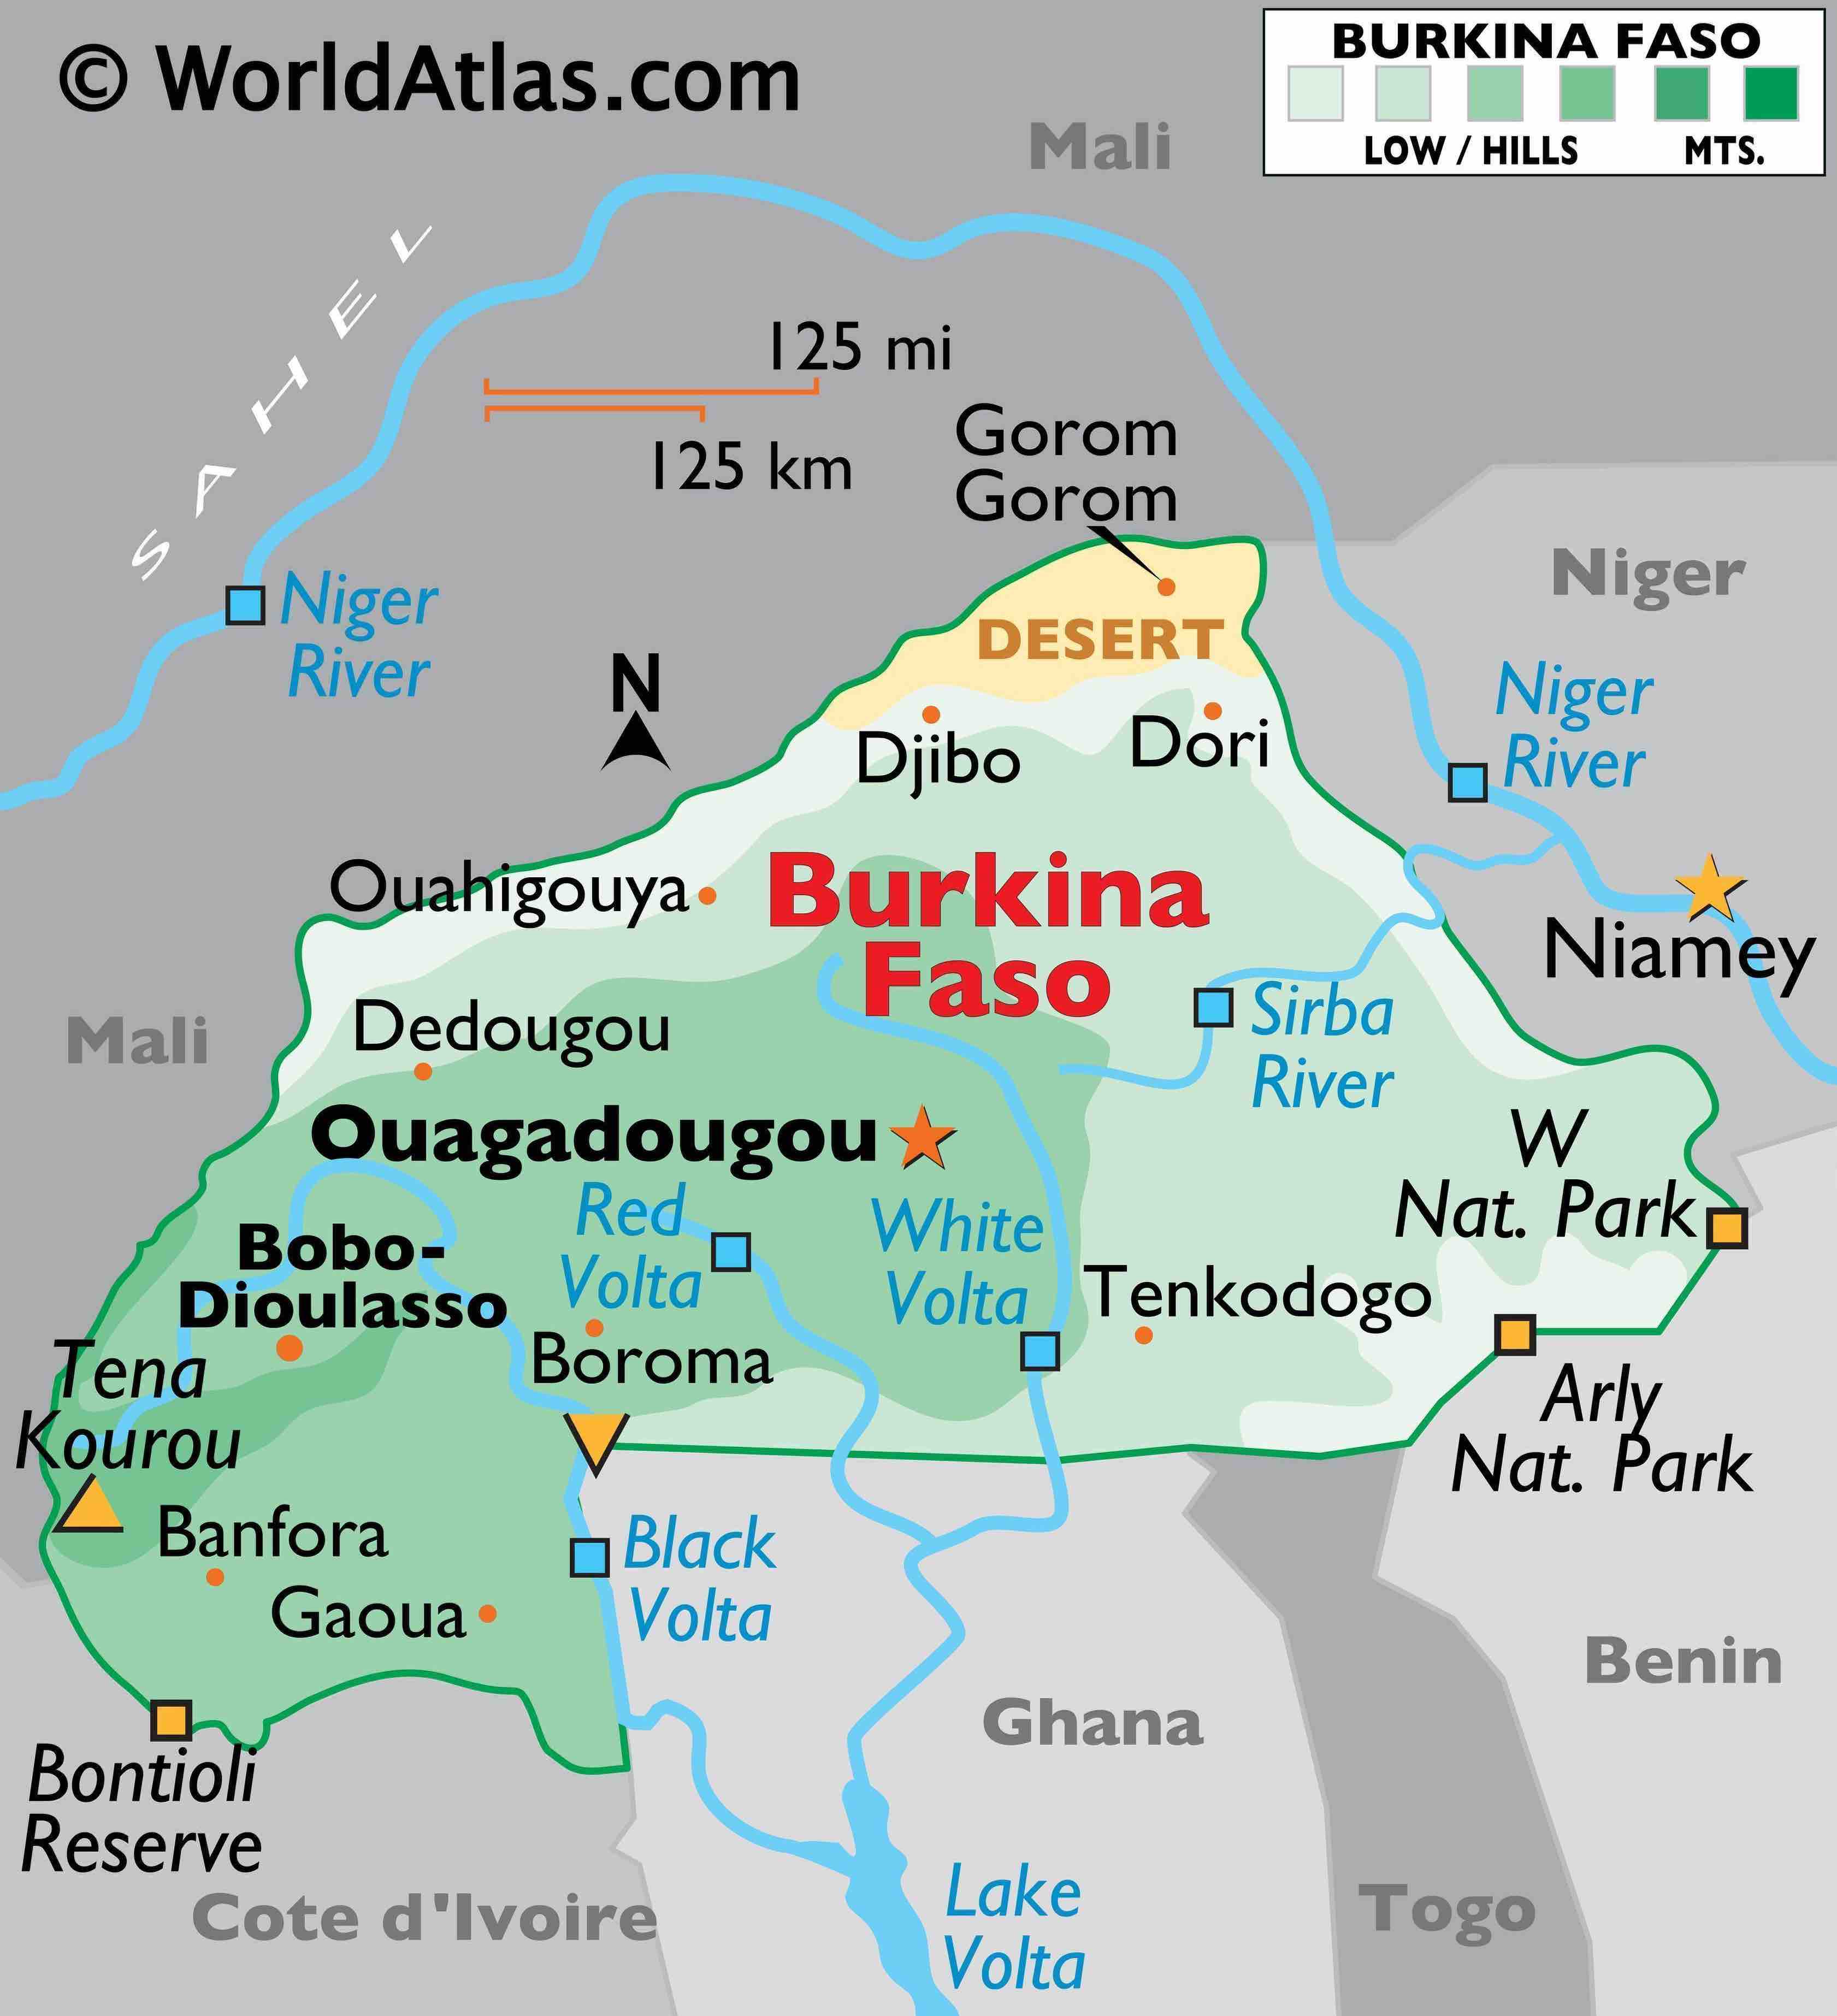 © WorldAtlas.com
BURKINA FASO
LOW / HILLS
MTS.
Mali
SAHEL
125 mi
125 km
Gorom
Gorom
Niger
DESERT
Niger
River
N
Niger
River
Djibo
Dori
Ouahigouya
Burkina
Faso
Niamey
Sirba
River
Mali
Dedougou
Ouagadougou
W
Nat. Park
Red
Volta
White
Volta
Bobo-
Dioulasso
Tenkodogo
Boroma
Tena
Kourou
Arly
Nat. Park
Banfora
Black
Volta
Gaoua
Benin
Ghana
Bontioli
Reserve
Cote d'Ivoire
Lake
Volta
Togo